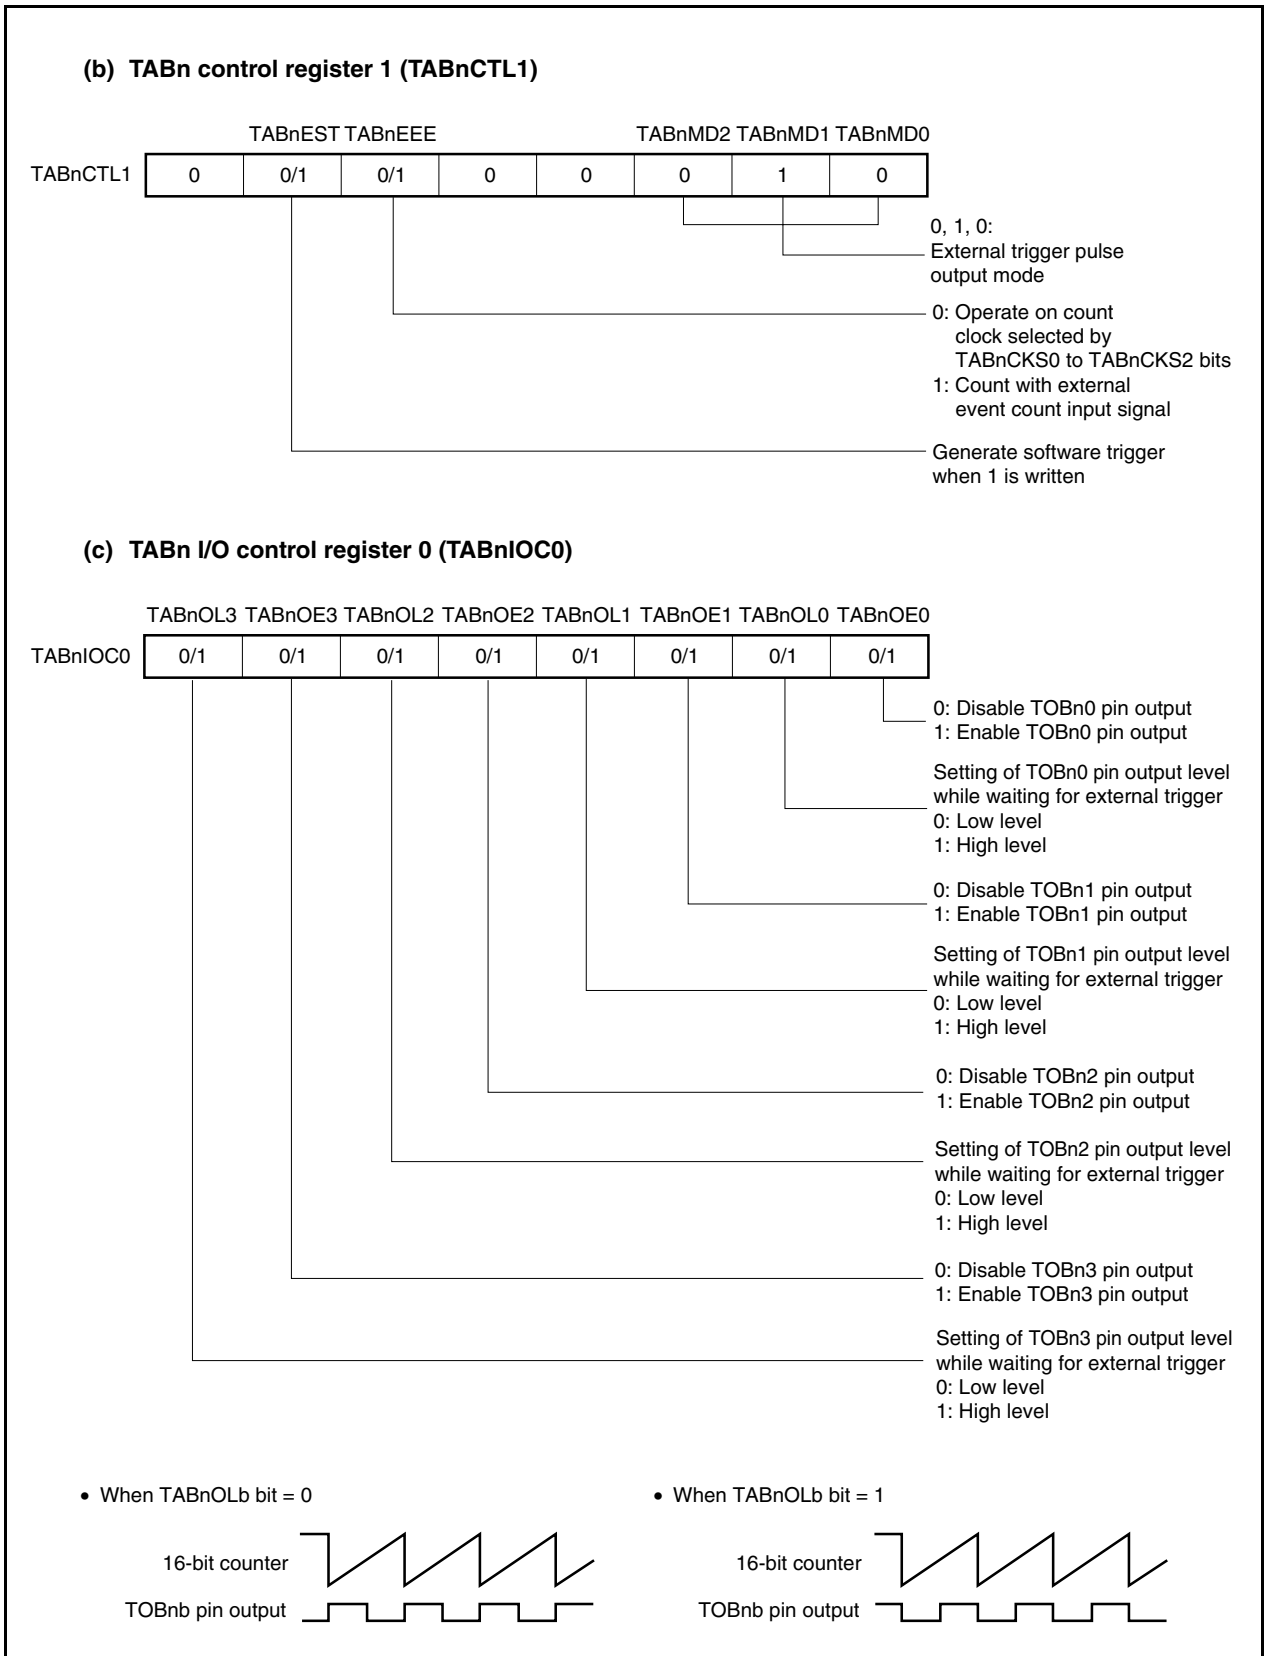 (b) TABn control register 1 (TABnCTL1)
TABnEST TABnEEE TABnMD2 TABnMD1 TABnMD0
TABnCTL1 0 0/1 0/1 0 0 0 1 0
0, 1, 0:
External trigger pulse
output mode
0: Operate on count
clock selected by
TABnCKS0 to TABnCKS2 bits
1: Count with external
event count input signal
Generate software trigger
when 1 is written
(c) TABn I/O control register 0 (TABnIOC0)
TABnOL3 TABnOE3 TABnOL2 TABnOE2 TABnOL1 TABnOE1 TABnOL0 TABnOE0
TABnIOC0 0/1 0/1 0/1 0/1 0/1 0/1 0/1 0/1
0: Disable TOBn0 pin output
1: Enable TOBn0 pin output
Setting of TOBn0 pin output level
while waiting for external trigger
0: Low level
1: High level
0: Disable TOBn1 pin output
1: Enable TOBn1 pin output
Setting of TOBn1 pin output level
while waiting for external trigger
0: Low level
1: High level
0: Disable TOBn2 pin output
1: Enable TOBn2 pin output
Setting of TOBn2 pin output level
while waiting for external trigger
0: Low level
1: High level
0: Disable TOBn3 pin output
1: Enable TOBn3 pin output
Setting of TOBn3 pin output level
while waiting for external trigger
0: Low level
1: High level
• When TABnOLb bit = 0
16-bit counter
TOBnb pin output
• When TABnOLb bit = 1
16-bit counter
TOBnb pin output